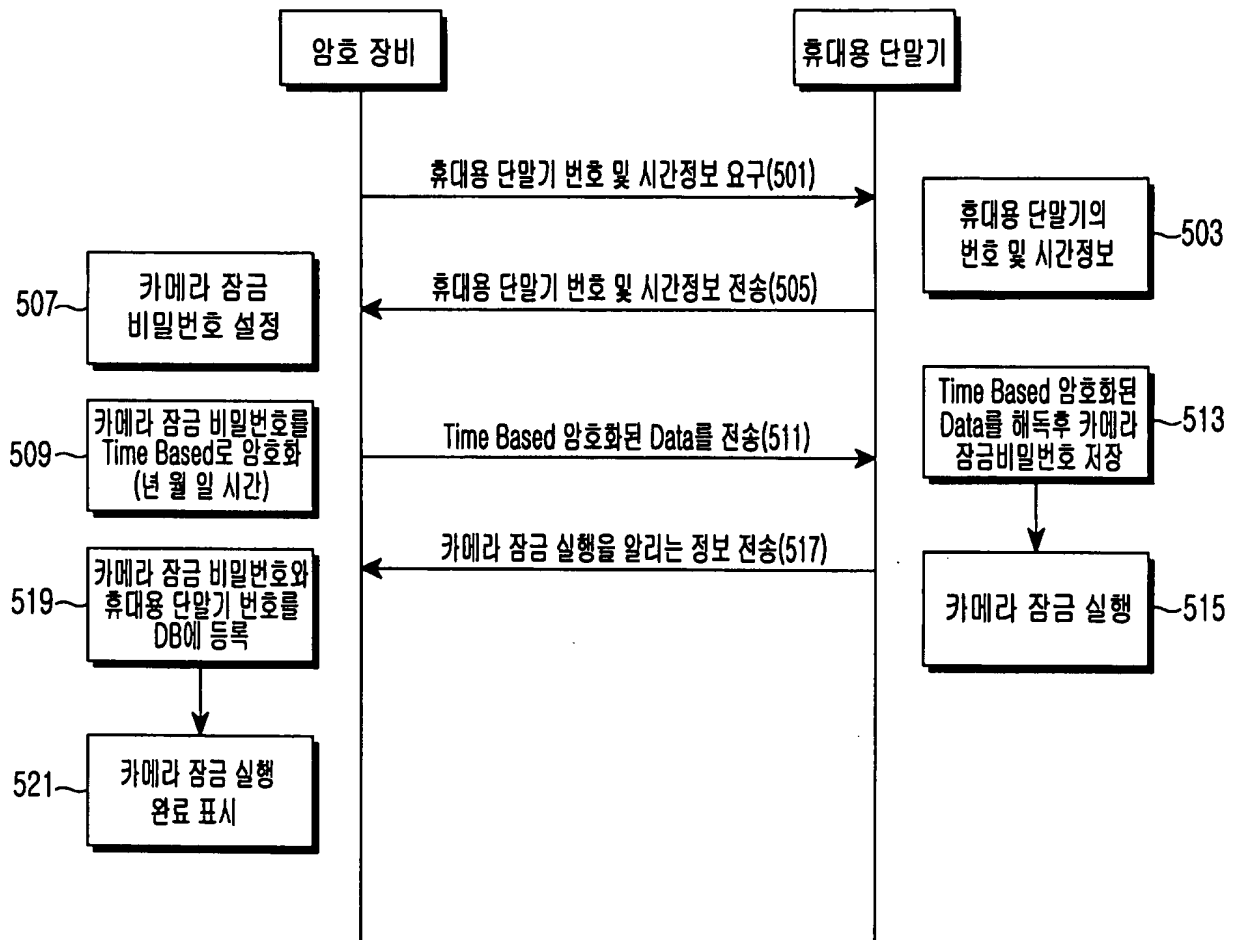 암호 장비
휴대용 단말기
휴대용 단말기 번호 및 시간정보 요구(501)
휴대용 단말기의
번호 및 시간정보
503
휴대용 단말기 번호 및 시간정보 전송(505)
507
카메라 잠금
비밀번호 설정
509
카메라 잠금 비밀번호를
Time Based로 암호화
(년 월 일 시간)
Time Based 암호화된 Data를 전송(511)
Time Based 암호화된
Data를 해독후 카메라
잠금비밀번호 저장
513
카메라 잠금 실행을 알리는 정보 전송(517)
519
카메라 잠금 비밀번호와
휴대용 단말기 번호를
DB에 등록
카메라 잠금 실행
515
521
카메라 잠금 실행
완료 표시